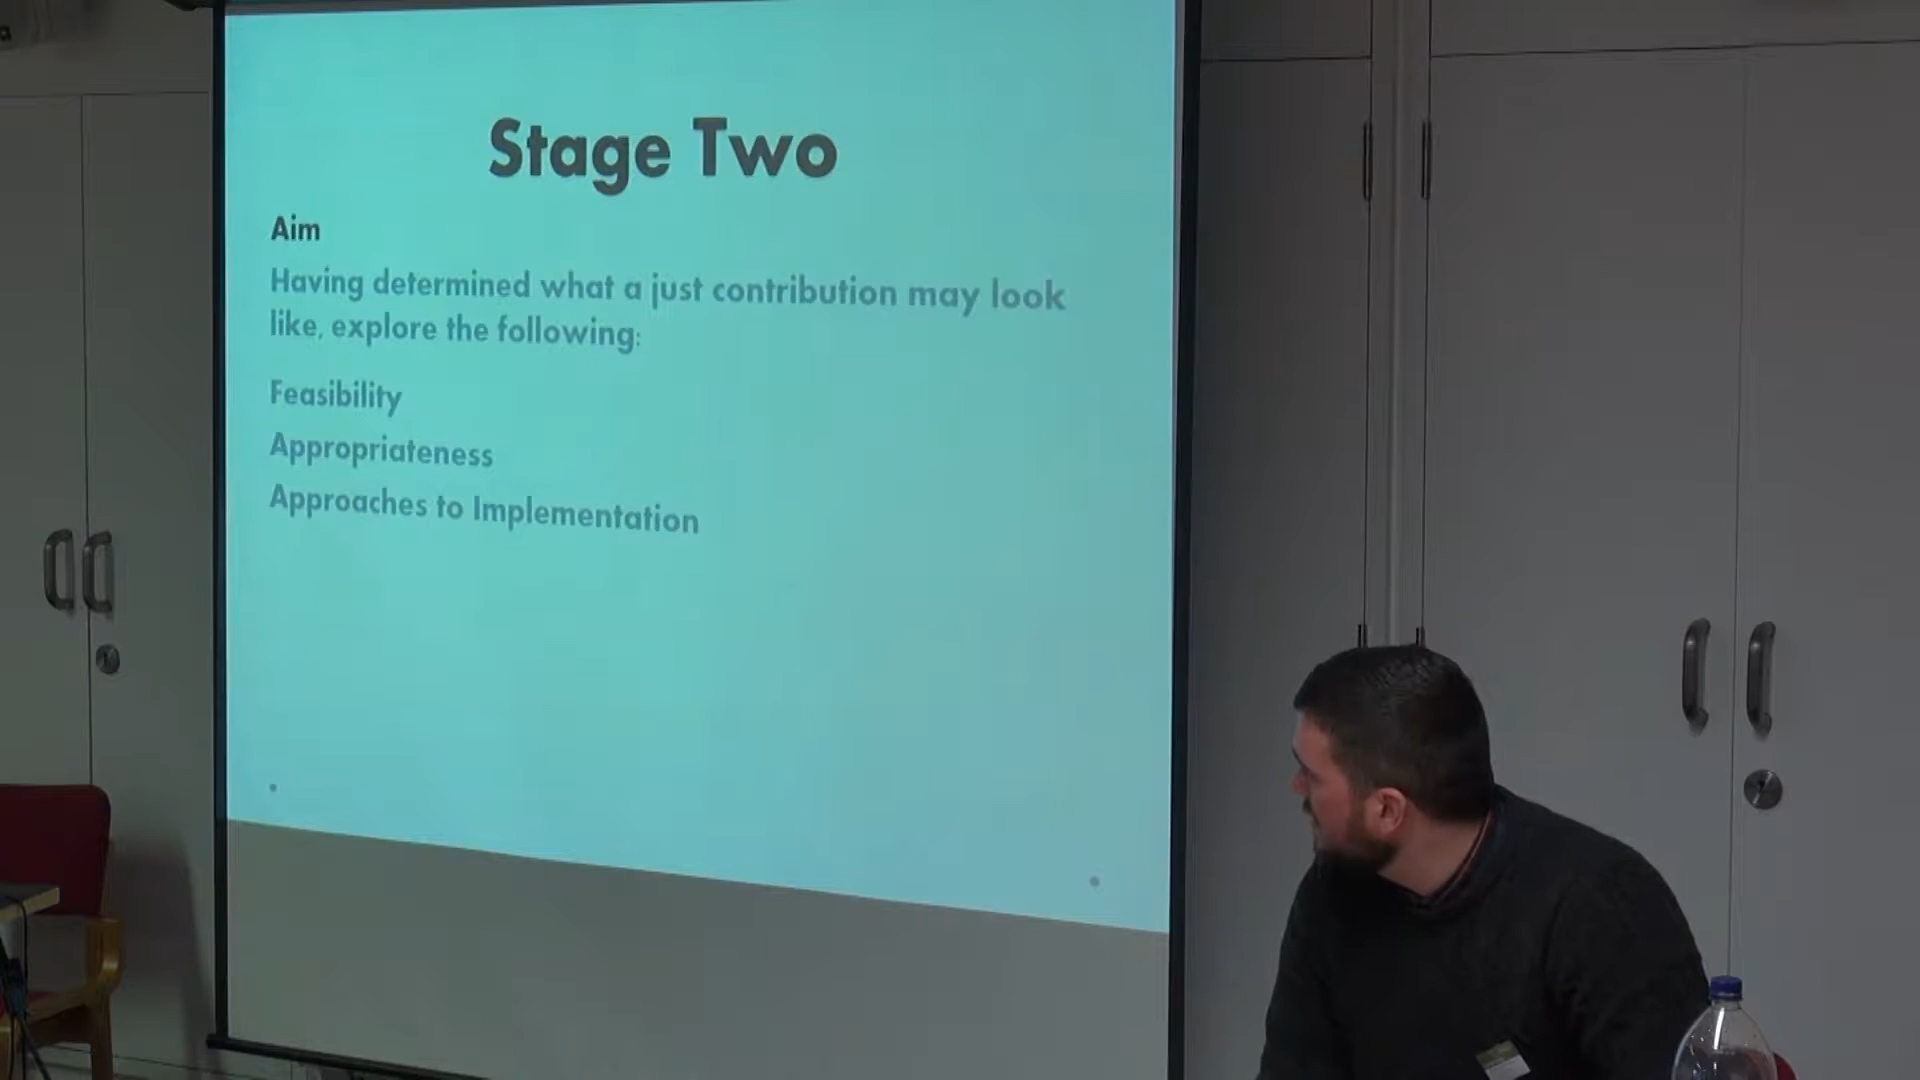 Stage Two
Aim
Having determined what a just contribution may look
like, explore the following:
Feasibility
Appropriateness
Approaches to Implementation